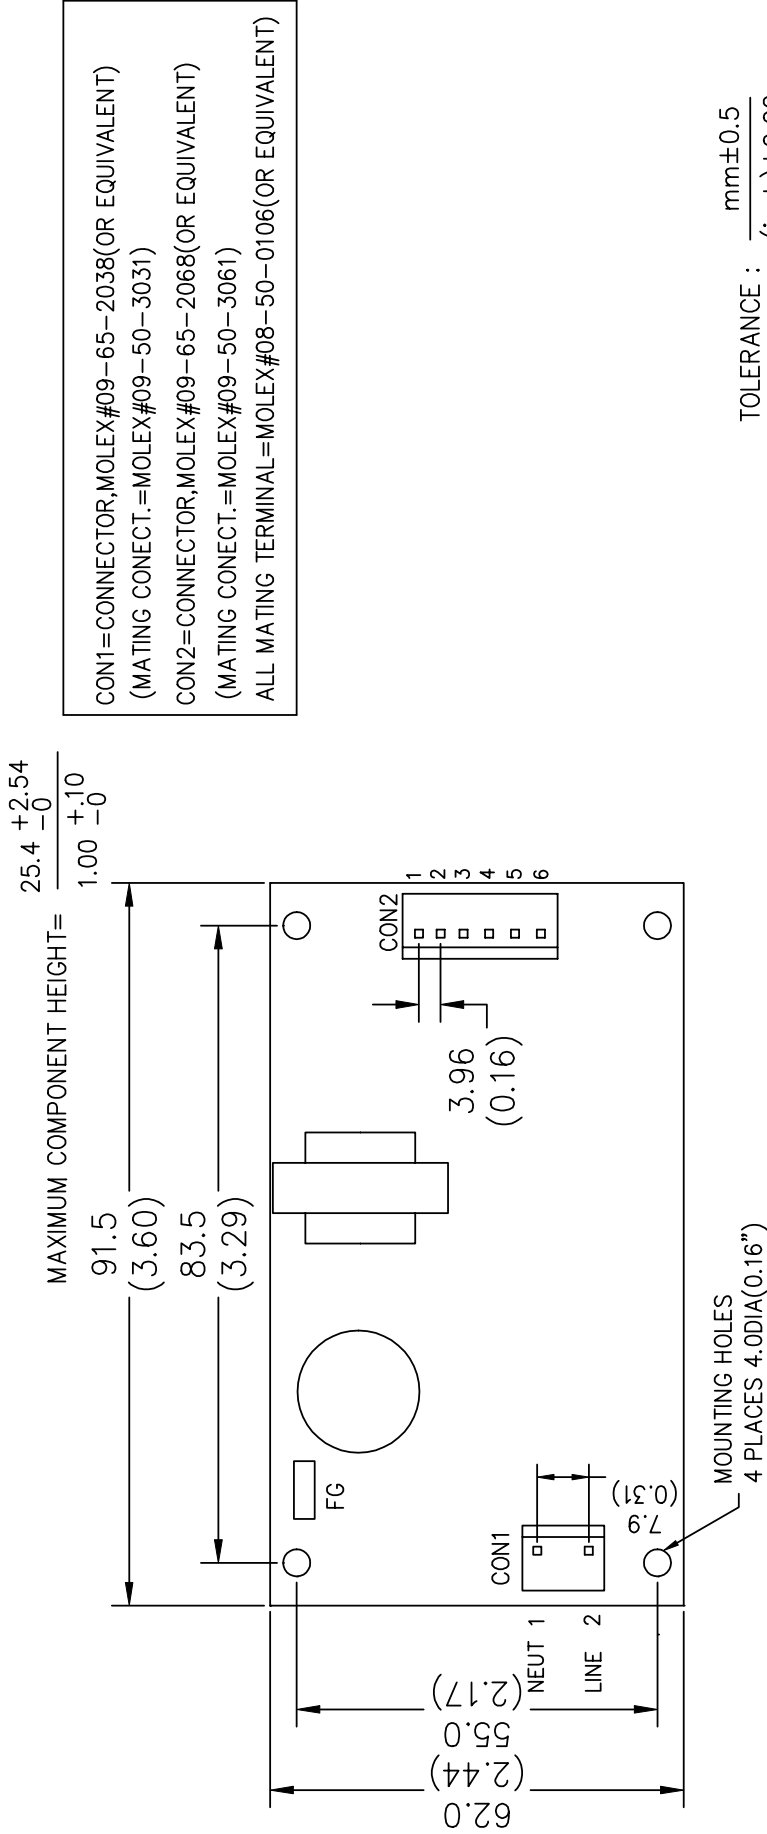 CON1=CONNECTOR,MOLEX#09-65-2038(OR EQUIVALENT)
(MATING CONECT.=MOLEX#09-50-3031)
CON2=CONNECTOR,MOLEX#09-65-2068(OR EQUIVALENT)
(MATING CONECT.=MOLEX#09-50-3061)
ALL MATING TERMINAL=MOLEX#08-50-0106(OR EQUIVALENT)
MAXIMUM COMPONENT HEIGHT= 25.4 +2.54 -0
1.00 +.10 -0
91.5
(3.60)
83.5
(3.29)
62.0
(2.44)
55.0
(2.17)
FG
CON2
1
2
3
4
5
6
3.96
(0.16)
CON1
NEUT 1
LINE 2
7.9
(0.31)
MOUNTING HOLES
4 PLACES 4.0DIA(0.16")
TOLERANCE : mm±0.5